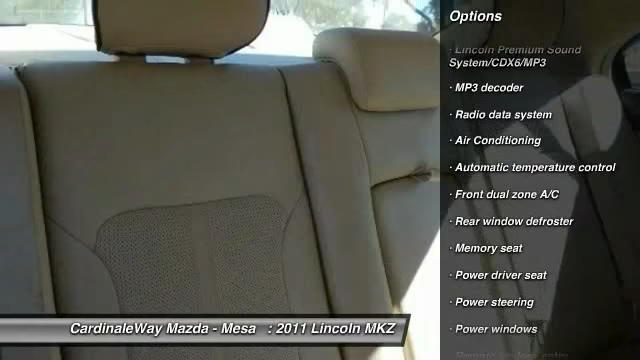 Options
· Lincoln Premium Sound
System/CDX6/MP3
· MP3 decoder
· Radio data system
· Air Conditioning
· Automatic temperature control
· Front dual zone A/C
· Rear window defroster
· Memory seat
· Power driver seat
· Power steering
· Power windows
CardinaleWay Mazda - Mesa : 2011 Lincoln MKZ